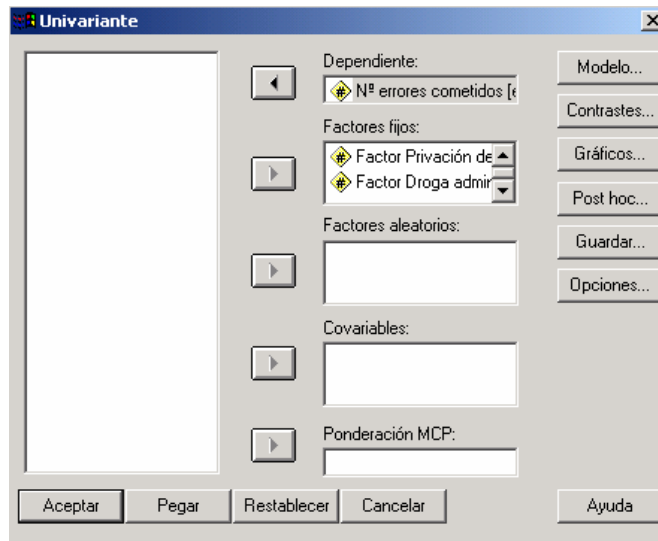 Univariante
Dependiente:
Nº errores cometidos [e
Factores fijos:
Factor Privación de
Factor Droga admin
Factores aleatorios:
Covariables:
Ponderación MCP:
Modelo...
Contrastes...
Gráficos...
Post hoc...
Guardar...
Opciones...
Aceptar
Pegar
Restablecer
Cancelar
Ayuda